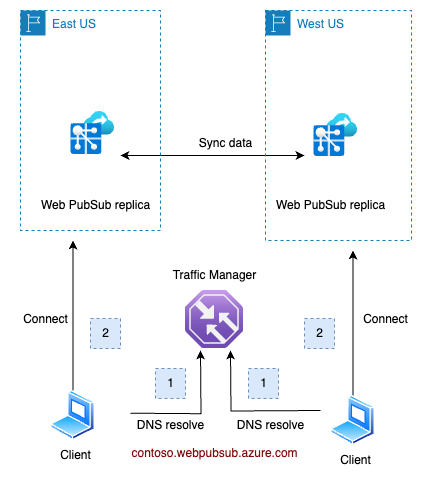 East US
West US
Sync data
Web PubSub replica
Web PubSub replica
Traffic Manager
Connect
2
2
Connect
1
1
DNS resolve
DNS resolve
Client
contoso.webpubsub.azure.com
Client